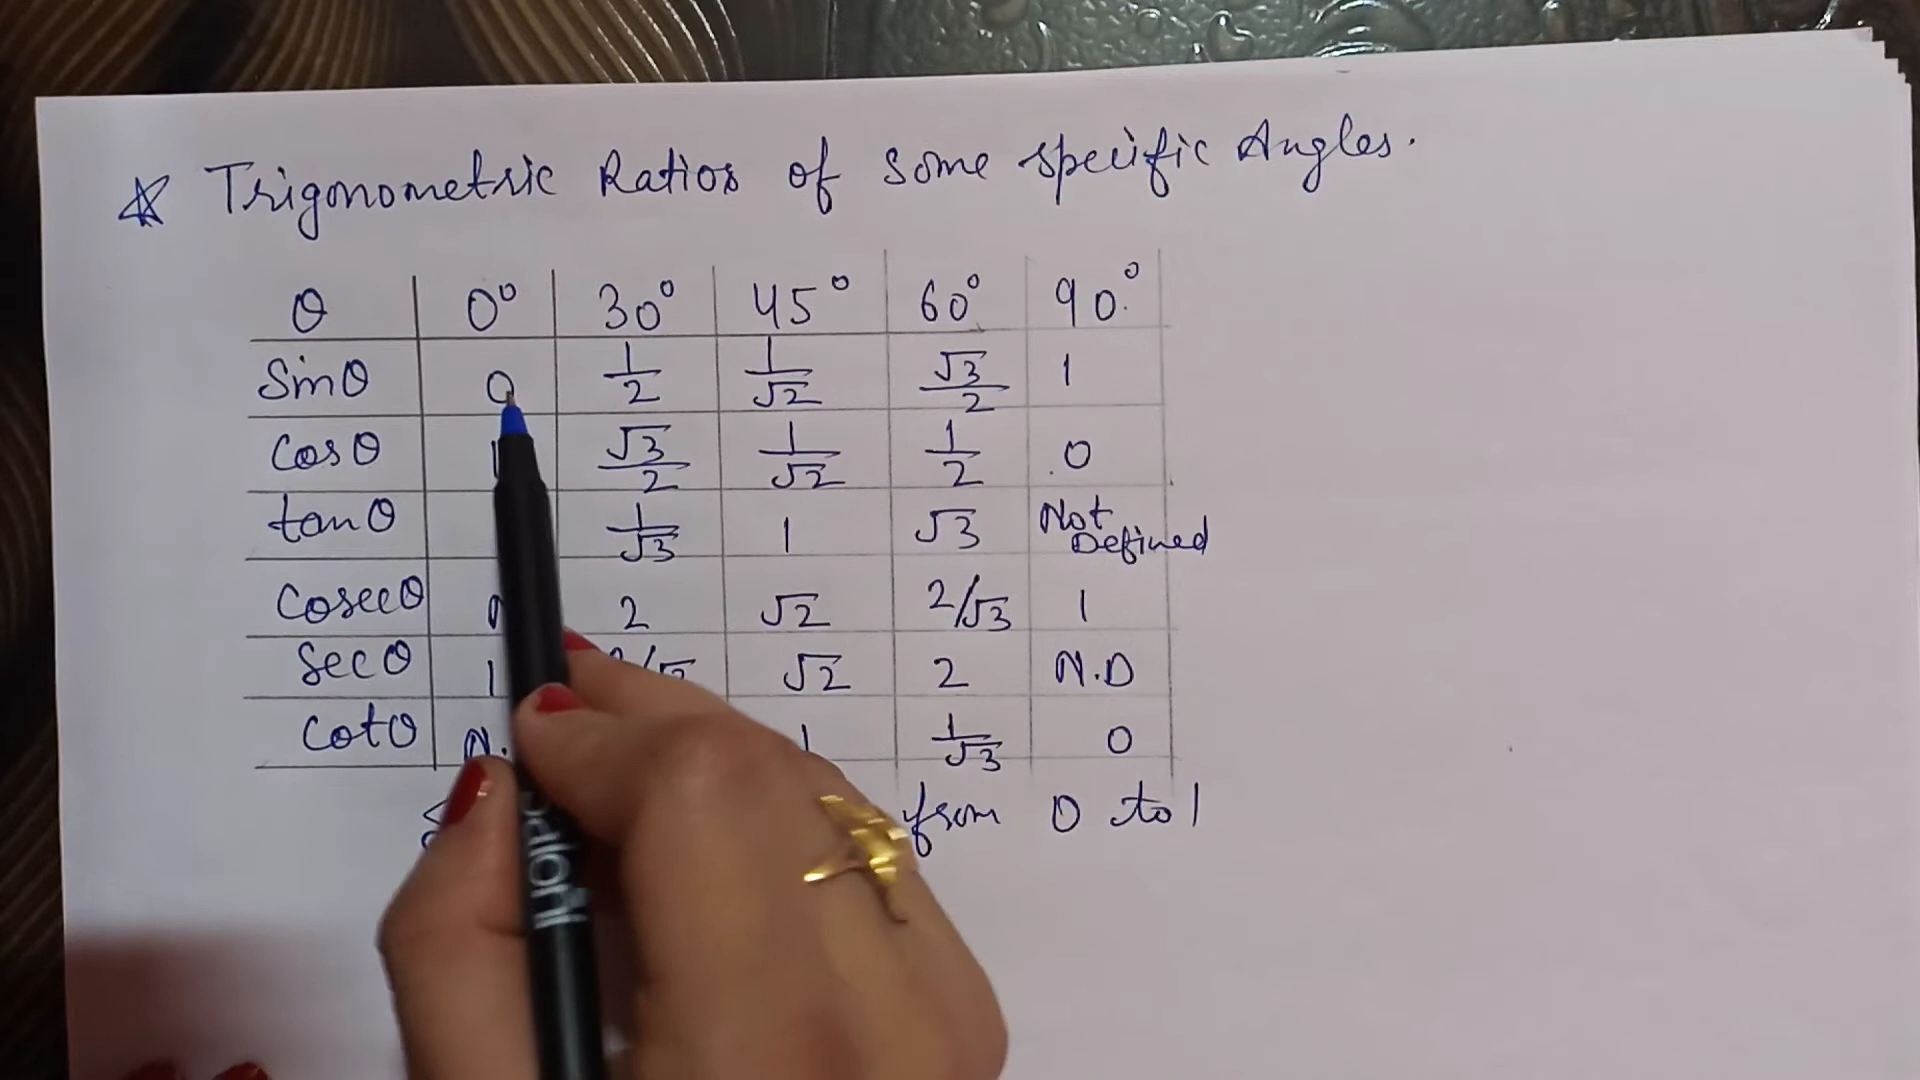 ☆ Trigonometric Ratios of some specific Angles.
θ 0° 30° 45° 60° 90°
Sinθ 0 1/2 1/√2 √3/2 1
Cosθ √3/2 1/√2 1/2 0
tanθ 1/√3 1 √3 Not Defined
Cosecθ 2 √2 2/√3 1
Secθ 1 √2 2 N.D
Cotθ N. 1 1/√3 0
from 0 to 1